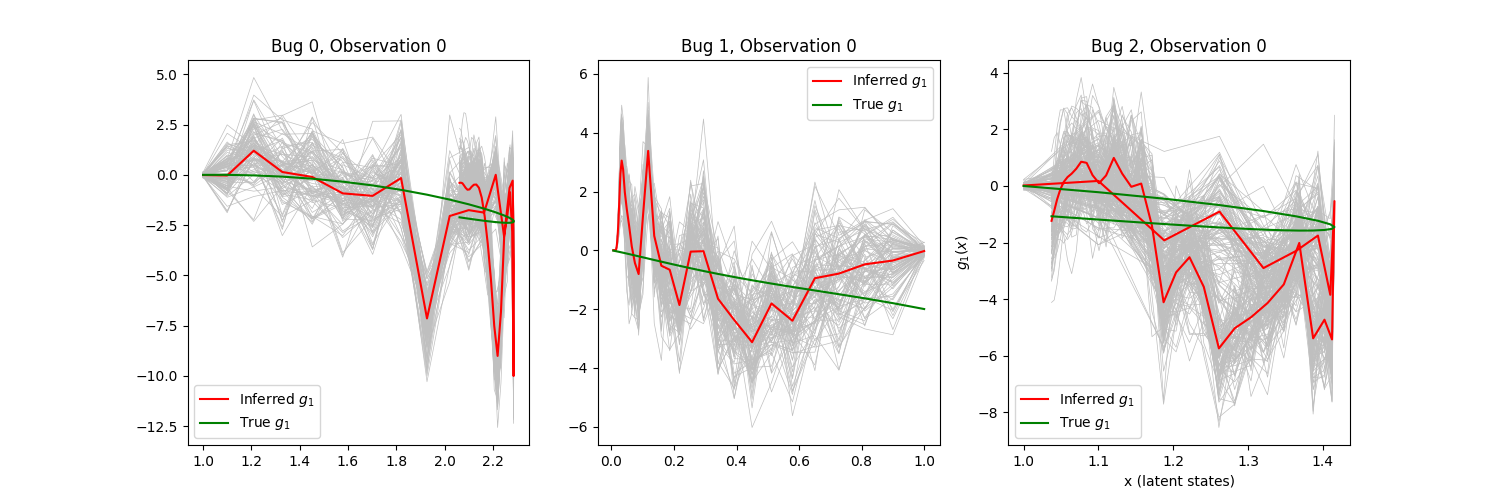 Bug 0, Observation 0
5.0
2.5
0.0
−2.5
−5.0
−7.5
−10.0
−12.5
1.0 1.2 1.4 1.6 1.8 2.0 2.2
Inferred g₁
True g₁
Bug 1, Observation 0
6
4
2
0
−2
−4
−6
0.0 0.2 0.4 0.6 0.8 1.0
Inferred g₁
True g₁
Bug 2, Observation 0
4
2
0
−2
−4
−6
−8
g₁(x)
1.0 1.1 1.2 1.3 1.4
x (latent states)
Inferred g₁
True g₁